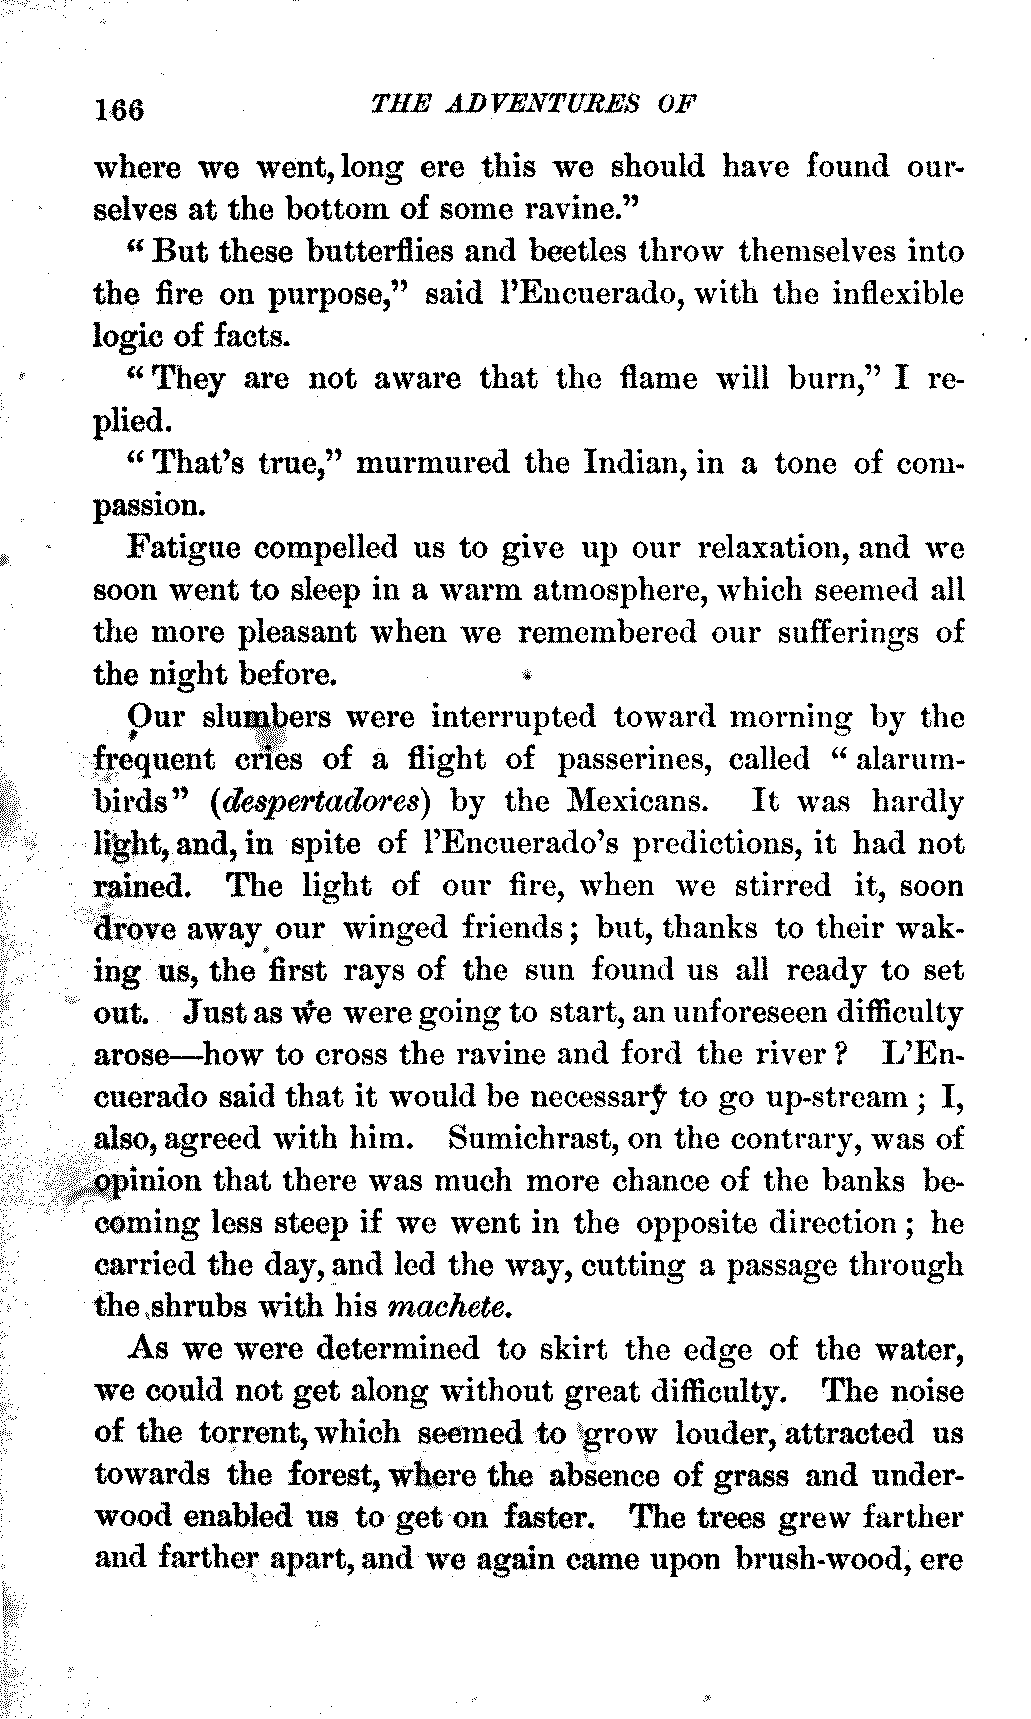 166 THE ADVENTURES OF
where we went, long ere this we should have found our-
selves at the bottom of some ravine."
"But these butterflies and beetles throw themselves into
the fire on purpose," said l'Encuerado, with the inflexible
logic of facts.
"They are not aware that the flame will burn," I re-
plied.
"That's true," murmured the Indian, in a tone of com-
passion.
Fatigue compelled us to give up our relaxation, and we
soon went to sleep in a warm atmosphere, which seemed all
the more pleasant when we remembered our sufferings of
the night before.
Our slumbers were interrupted toward morning by the
frequent cries of a flight of passerines, called "alarum-
birds" (despertadores) by the Mexicans. It was hardly
light, and, in spite of l'Encuerado's predictions, it had not
rained. The light of our fire, when we stirred it, soon
drove away our winged friends; but, thanks to their wak-
ing us, the first rays of the sun found us all ready to set
out. Just as we were going to start, an unforeseen difficulty
arose—how to cross the ravine and ford the river? L'En-
cuerado said that it would be necessary to go up-stream; I,
also, agreed with him. Sumichrast, on the contrary, was of
opinion that there was much more chance of the banks be-
coming less steep if we went in the opposite direction; he
carried the day, and led the way, cutting a passage through
the shrubs with his machete.
As we were determined to skirt the edge of the water,
we could not get along without great difficulty. The noise
of the torrent, which seemed to grow louder, attracted us
towards the forest, where the absence of grass and under-
wood enabled us to get on faster. The trees grew farther
and farther apart, and we again came upon brush-wood, ere